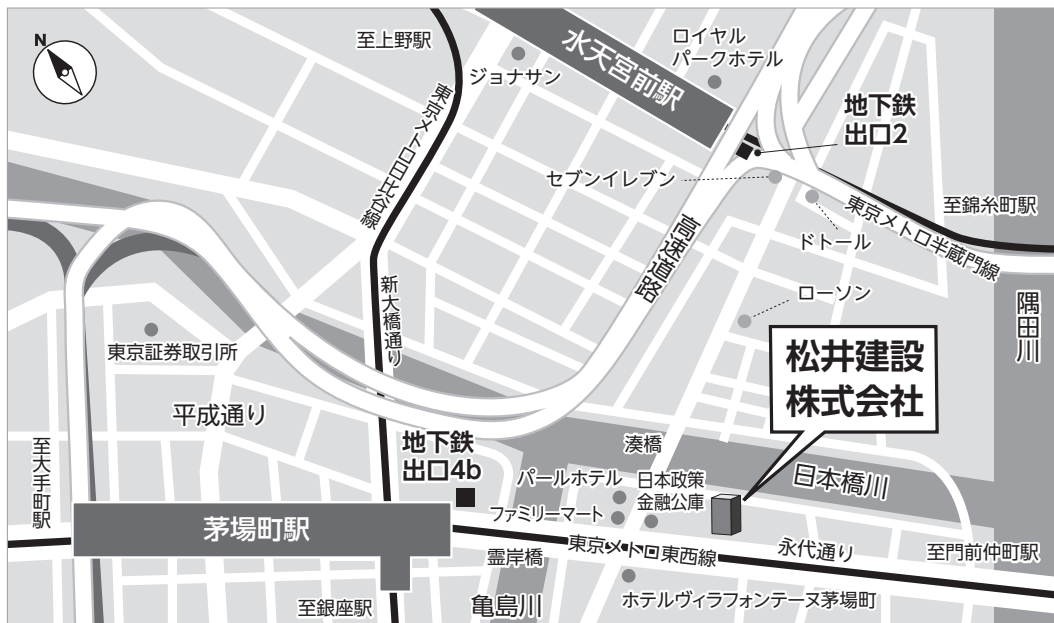 N
至上野駅
ジョナサン
水天宮前駅
ロイヤル
パークホテル
地下鉄
出口2
東京メトロ日比谷線
セブンイレブン
至錦糸町駅
東京メトロ半蔵門線
ドトール
高速道路
ローソン
隅田川
新大橋通り
東京証券取引所
松井建設
株式会社
平成通り
至大手町駅
地下鉄
出口4b
湊橋
日本橋川
パールホテル
日本政策
金融公庫
ファミリーマート
茅場町駅
霊岸橋
東京メトロ東西線
永代通り
至門前仲町駅
至銀座駅
亀島川
ホテルヴィラフォンテーヌ茅場町